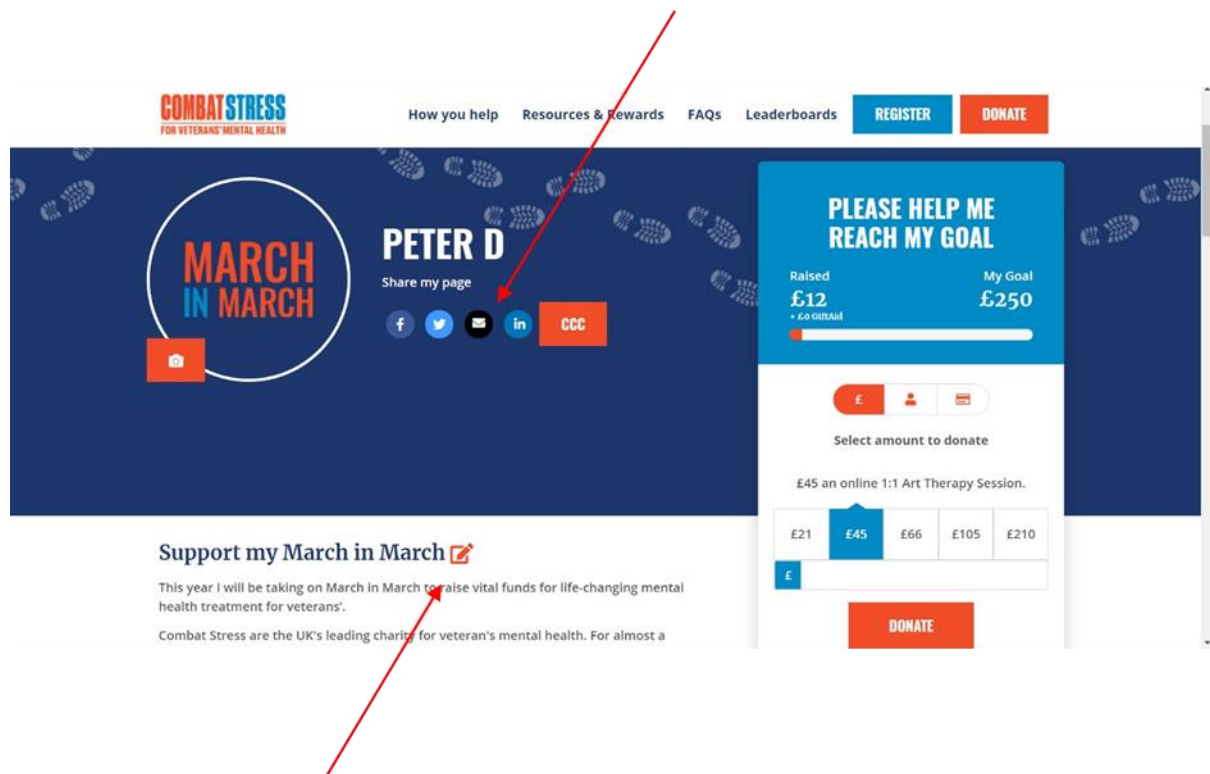 COMBAT STRESS
FOR VETERANS' MENTAL HEALTH
How you help Resources & Rewards FAQs Leaderboards REGISTER DONATE
MARCH
IN MARCH
PETER D
Share my page
f in CCC
PLEASE HELP ME
REACH MY GOAL
Raised My Goal
£12 £250
+ £0 GiftAid
£
Select amount to donate
£45 an online 1:1 Art Therapy Session.
£21 £45 £66 £105 £210
£
DONATE
Support my March in March
This year I will be taking on March in March to raise vital funds for life-changing mental
health treatment for veterans'.
Combat Stress are the UK's leading charity for veteran's mental health. For almost a